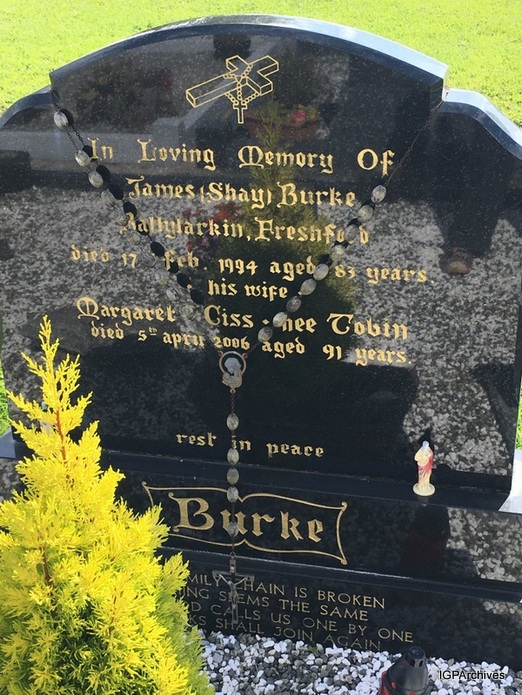 In Loving Memory Of
James (Shay) Burke
Ballylarkin, Freshford
died 17 Feb. 1994 aged 83 years
his wife
Margaret Ciss nee Tobin
died 5th april 2006 aged 91 years.
rest in peace
Burke
CHAIN IS BROKEN
SEEMS THE SAME
CALLS US ONE BY ONE
SHALL JOIN AGAIN
IGPArchives